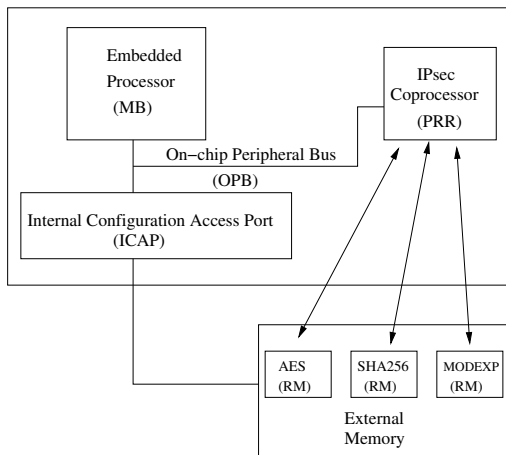 Embedded
Processor
(MB)
IPsec
Coprocessor
(PRR)
On-chip Peripheral Bus
(OPB)
Internal Configuration Access Port
(ICAP)
AES
(RM)
SHA256
(RM)
MODEXP
(RM)
External
Memory